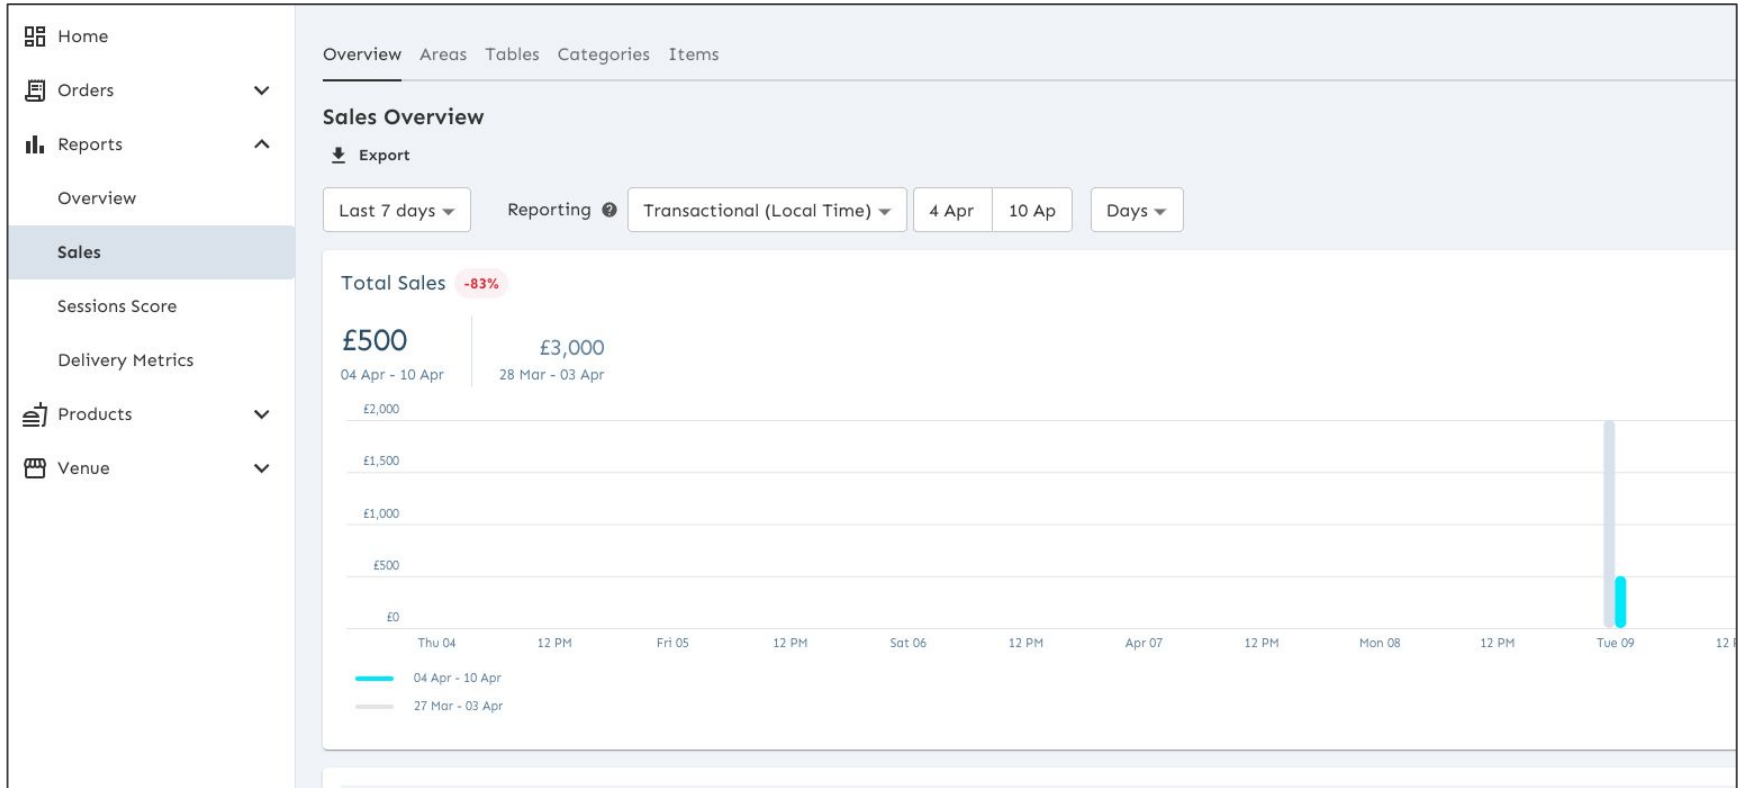 Home
Orders
Reports
Overview
Sales
Sessions Score
Delivery Metrics
Products
Venue
Overview Areas Tables Categories Items
Sales Overview
Export
Last 7 days Reporting Transactional (Local Time) 4 Apr 10 Ap Days
Total Sales -83%
£500 £3,000
04 Apr - 10 Apr 28 Mar - 03 Apr
£2,000
£1,500
£1,000
£500
£0
Thu 04 12 PM Fri 05 12 PM Sat 06 12 PM Apr 07 12 PM Mon 08 12 PM Tue 09 12
04 Apr - 10 Apr
27 Mar - 03 Apr